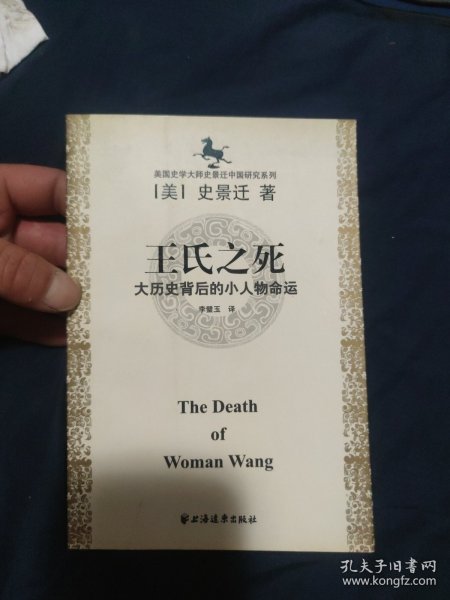 美国史学大师史景迁中国研究系列
[美] 史景迁 著
王氏之死
大历史背后的小人物命运
李璧玉 译
The Death
of
Woman Wang
上海远东出版社
孔夫子旧书网
www.kongfz.com